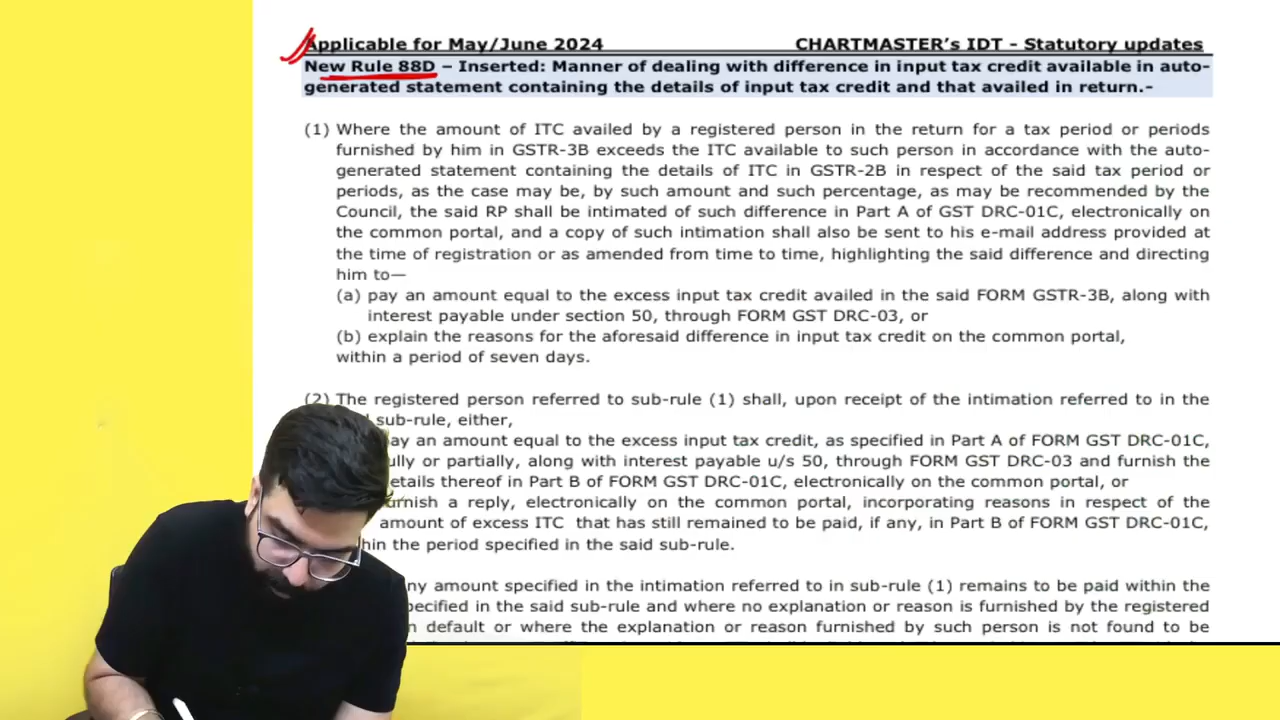 Applicable for May/June 2024 CHARTMASTER's IDT - Statutory updates
New Rule 88D – Inserted: Manner of dealing with difference in input tax credit available in auto-
generated statement containing the details of input tax credit and that availed in return.-
(1) Where the amount of ITC availed by a registered person in the return for a tax period or periods
furnished by him in GSTR-3B exceeds the ITC available to such person in accordance with the auto-
generated statement containing the details of ITC in GSTR-2B in respect of the said tax period or
periods, as the case may be, by such amount and such percentage, as may be recommended by the
Council, the said RP shall be intimated of such difference in Part A of GST DRC-01C, electronically on
the common portal, and a copy of such intimation shall also be sent to his e-mail address provided at
the time of registration or as amended from time to time, highlighting the said difference and directing
him to—
(a) pay an amount equal to the excess input tax credit availed in the said FORM GSTR-3B, along with
interest payable under section 50, through FORM GST DRC-03, or
(b) explain the reasons for the aforesaid difference in input tax credit on the common portal,
within a period of seven days.
(2) The registered person referred to sub-rule (1) shall, upon receipt of the intimation referred to in the
sub-rule, either,
an amount equal to the excess input tax credit, as specified in Part A of FORM GST DRC-01C,
or partially, along with interest payable u/s 50, through FORM GST DRC-03 and furnish the
thereof in Part B of FORM GST DRC-01C, electronically on the common portal, or
a reply, electronically on the common portal, incorporating reasons in respect of the
amount of excess ITC that has still remained to be paid, if any, in Part B of FORM GST DRC-01C,
the period specified in the said sub-rule.
amount specified in the intimation referred to in sub-rule (1) remains to be paid within the
in the said sub-rule and where no explanation or reason is furnished by the registered
default or where the explanation or reason furnished by such person is not found to be